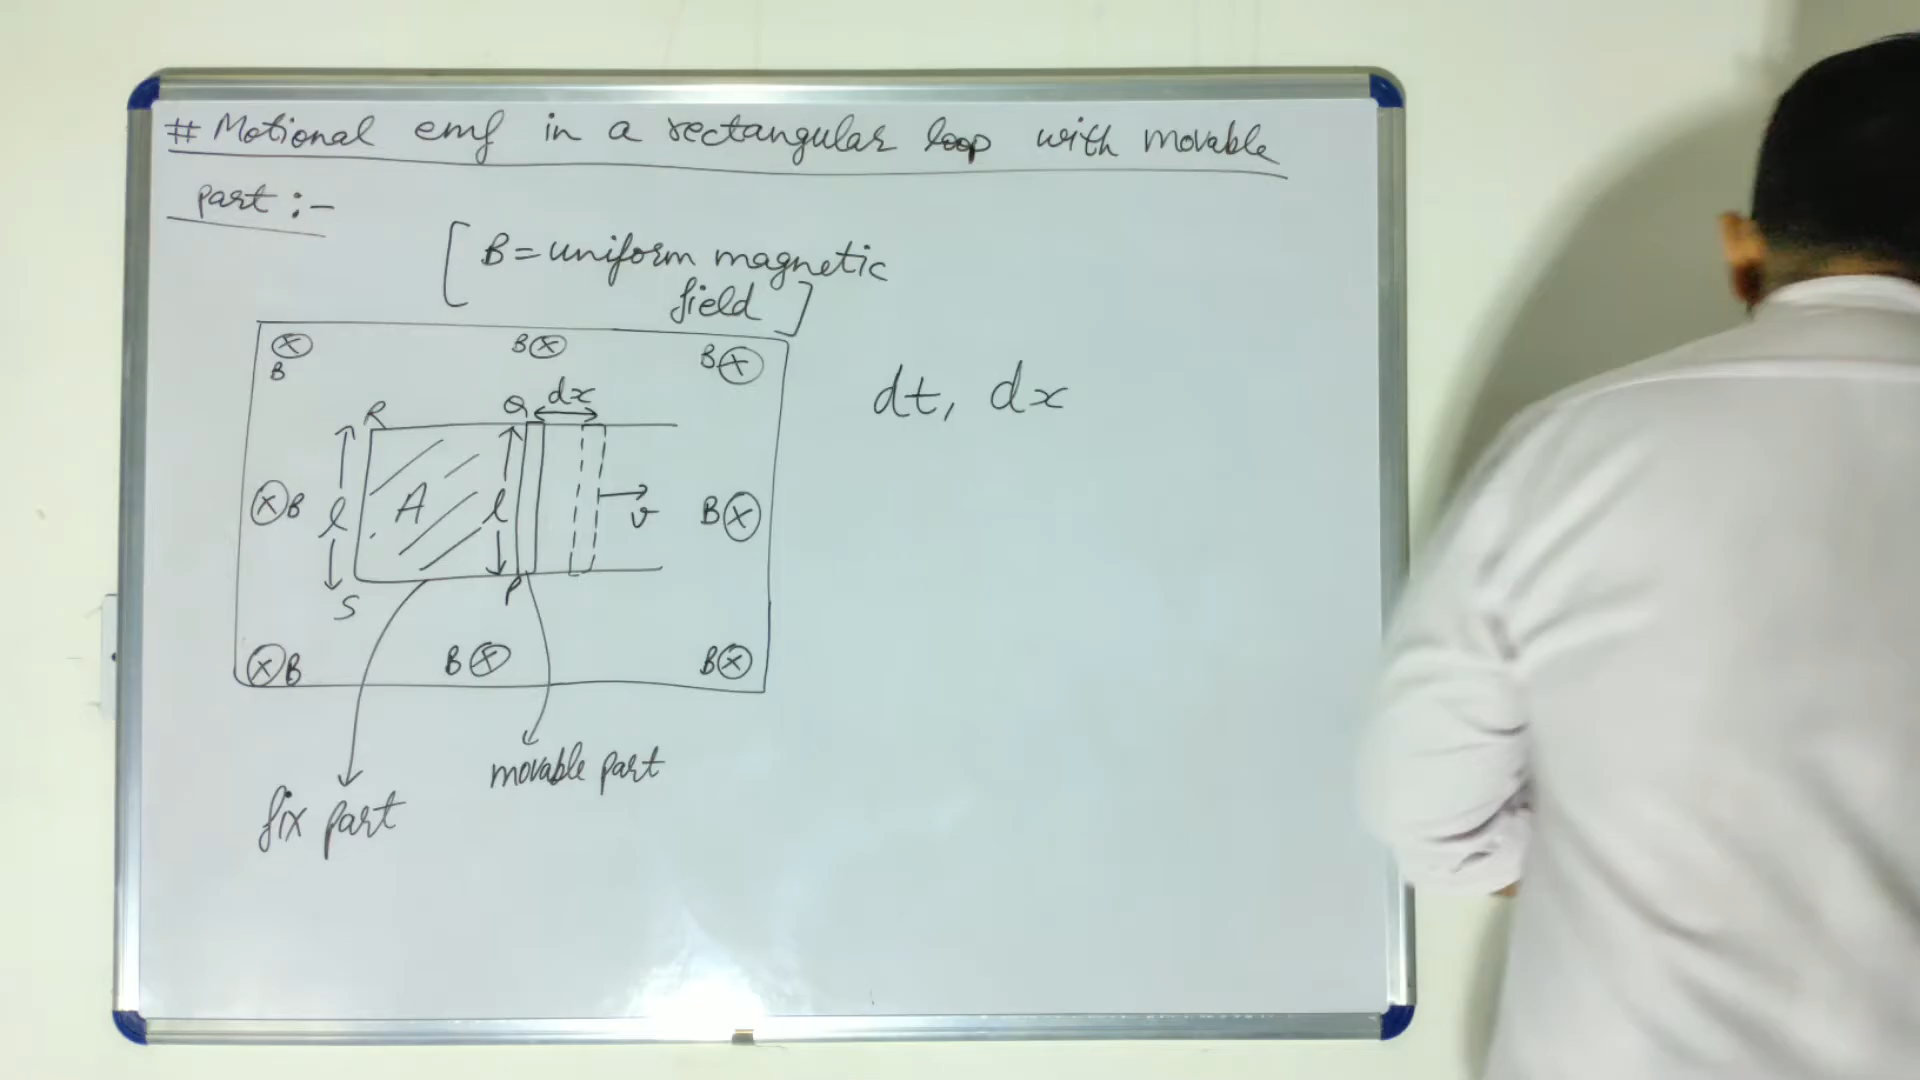 # Motional emf in a rectangular loop with movable
part :-
[ B = uniform magnetic
field ]
⊗ B⊗ B⊗
B
dx
R Q
dt, dx
⊗B l A l v B⊗
S P
⊗B B⊗ B⊗
movable part
fix part